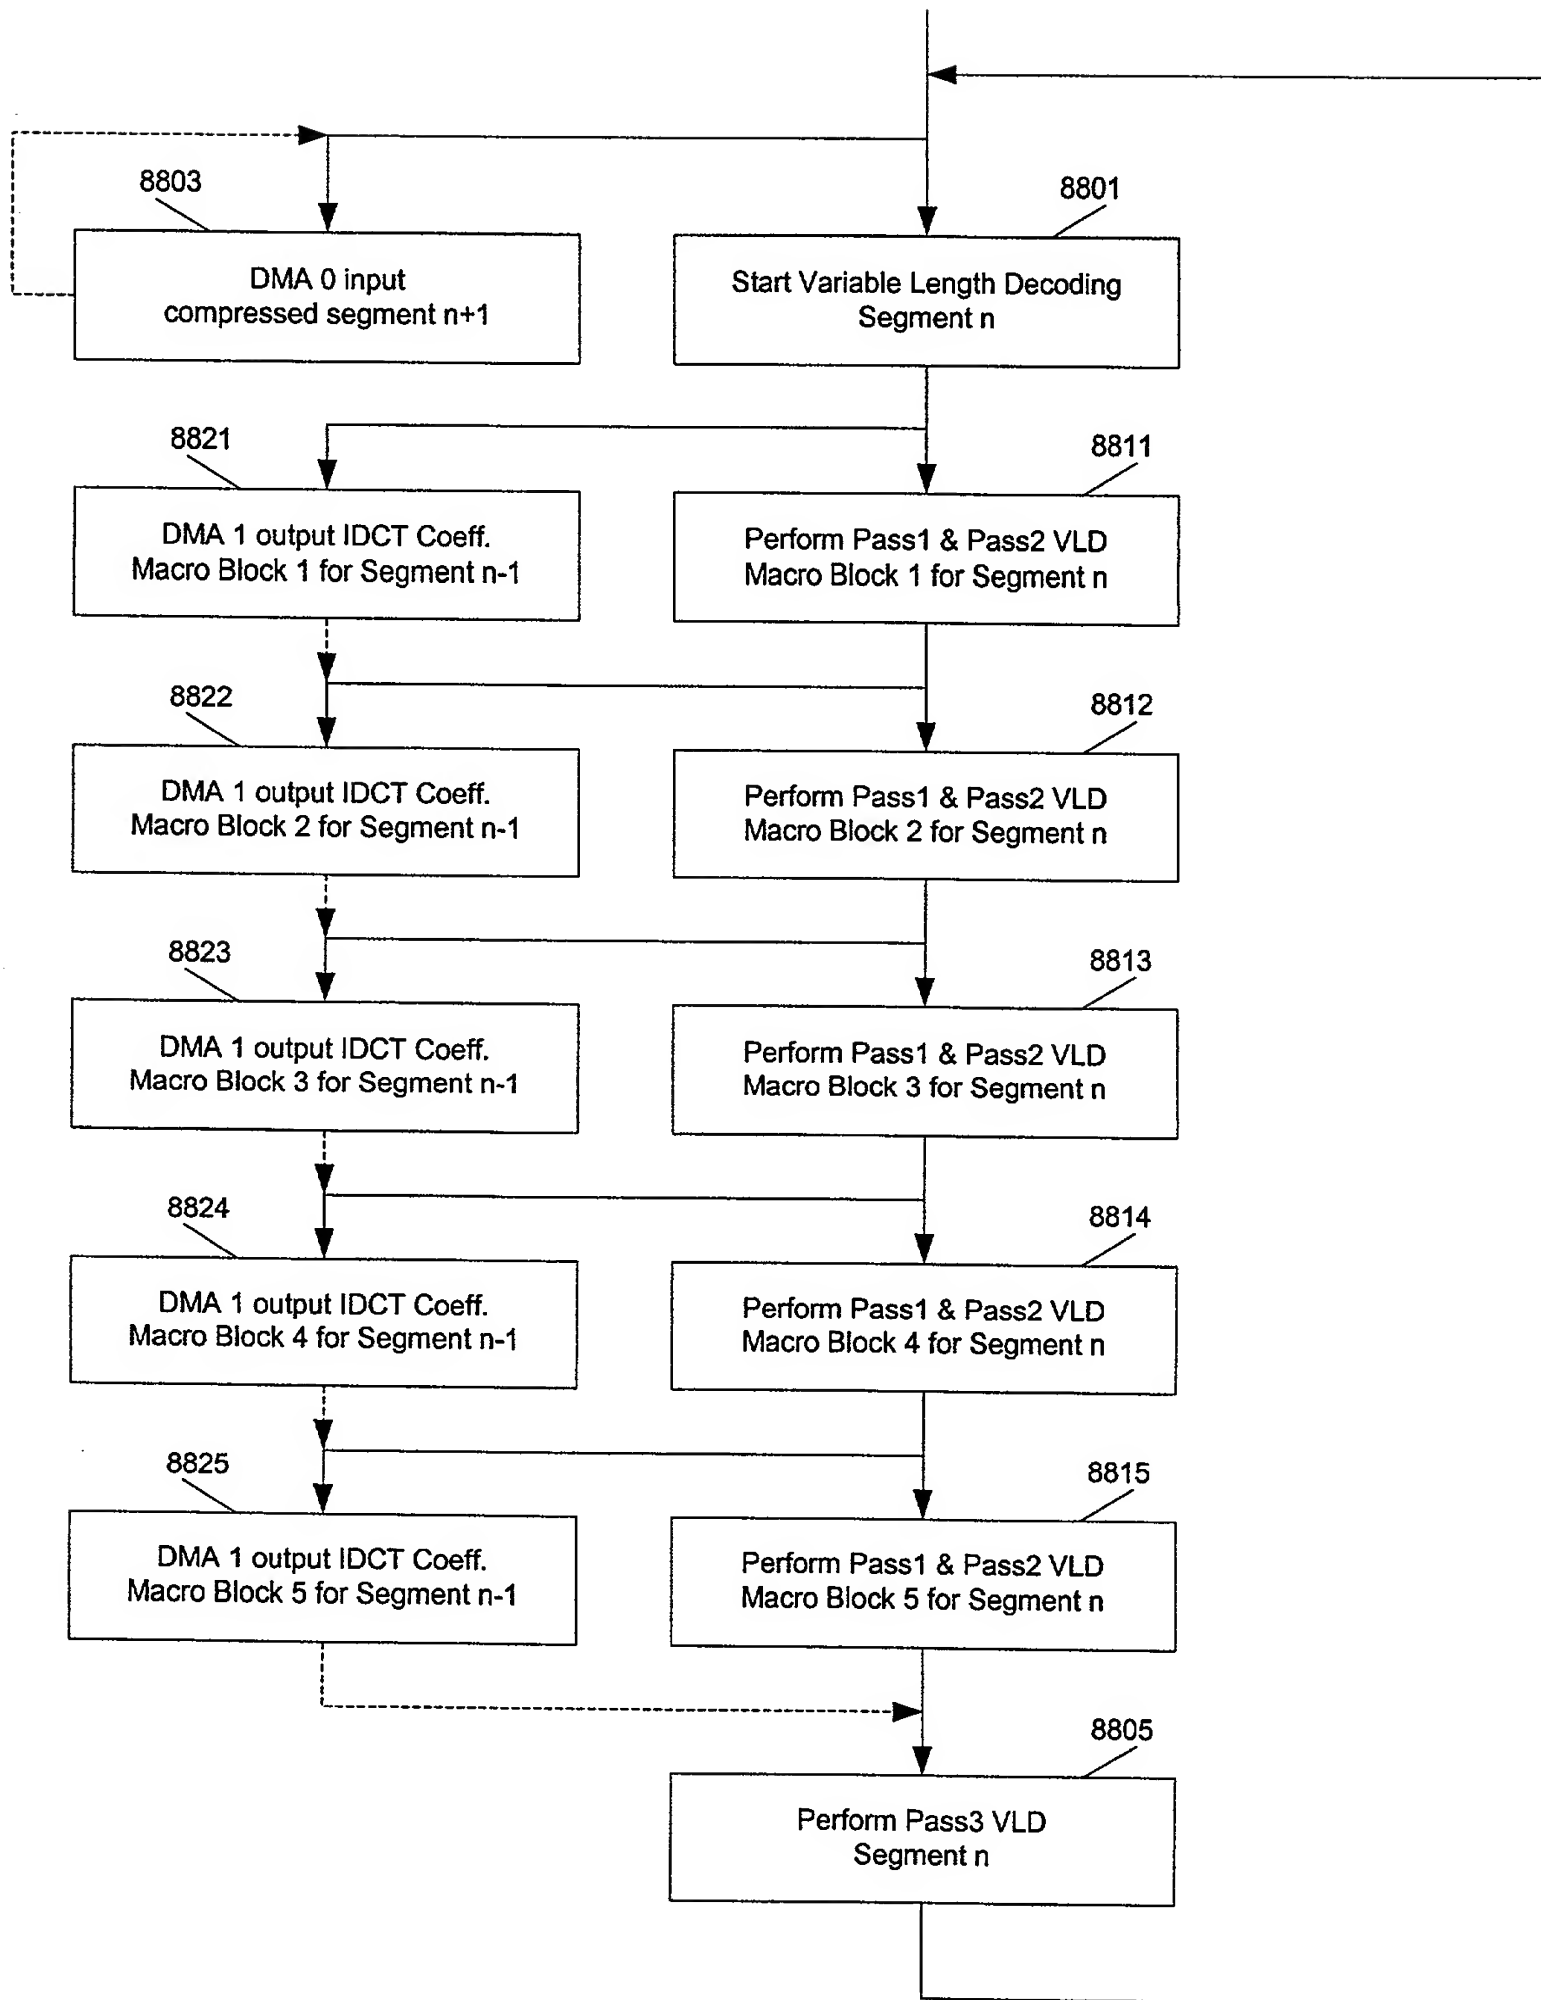 8803
8801
DMA 0 input
compressed segment n+1
Start Variable Length Decoding
Segment n
8821
8811
DMA 1 output IDCT Coeff.
Macro Block 1 for Segment n-1
Perform Pass1 & Pass2 VLD
Macro Block 1 for Segment n
8822
8812
DMA 1 output IDCT Coeff.
Macro Block 2 for Segment n-1
Perform Pass1 & Pass2 VLD
Macro Block 2 for Segment n
8823
8813
DMA 1 output IDCT Coeff.
Macro Block 3 for Segment n-1
Perform Pass1 & Pass2 VLD
Macro Block 3 for Segment n
8824
8814
DMA 1 output IDCT Coeff.
Macro Block 4 for Segment n-1
Perform Pass1 & Pass2 VLD
Macro Block 4 for Segment n
8825
8815
DMA 1 output IDCT Coeff.
Macro Block 5 for Segment n-1
Perform Pass1 & Pass2 VLD
Macro Block 5 for Segment n
8805
Perform Pass3 VLD
Segment n